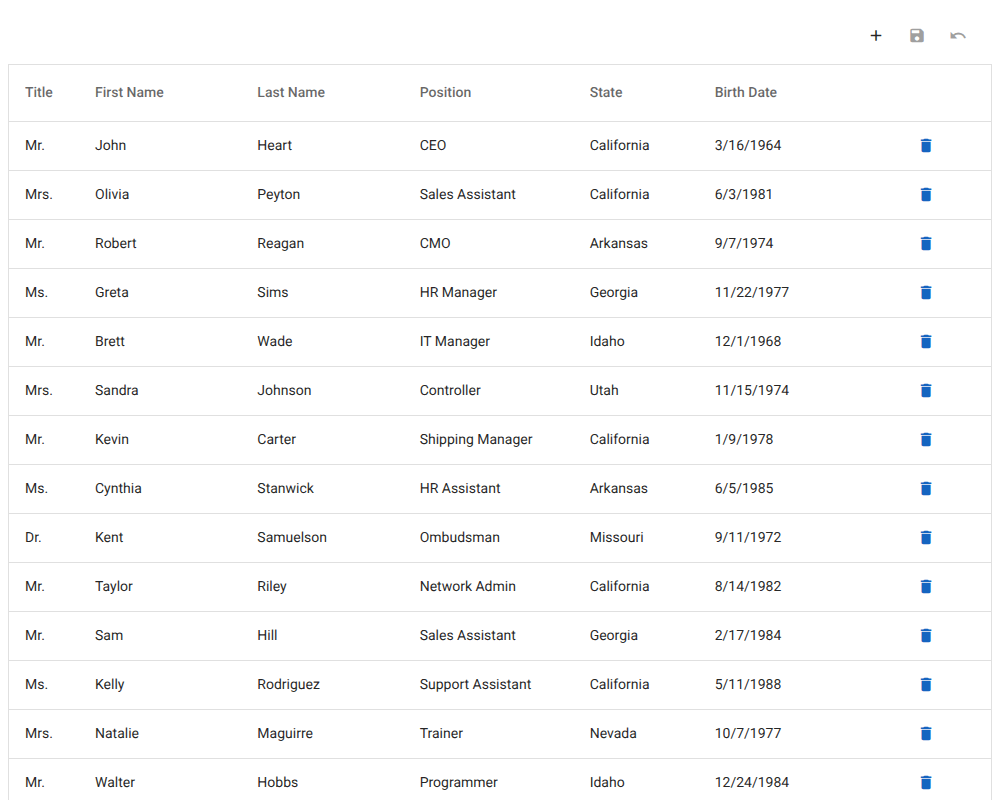 Title First Name Last Name Position State Birth Date
Mr. John Heart CEO California 3/16/1964
Mrs. Olivia Peyton Sales Assistant California 6/3/1981
Mr. Robert Reagan CMO Arkansas 9/7/1974
Ms. Greta Sims HR Manager Georgia 11/22/1977
Mr. Brett Wade IT Manager Idaho 12/1/1968
Mrs. Sandra Johnson Controller Utah 11/15/1974
Mr. Kevin Carter Shipping Manager California 1/9/1978
Ms. Cynthia Stanwick HR Assistant Arkansas 6/5/1985
Dr. Kent Samuelson Ombudsman Missouri 9/11/1972
Mr. Taylor Riley Network Admin California 8/14/1982
Mr. Sam Hill Sales Assistant Georgia 2/17/1984
Ms. Kelly Rodriguez Support Assistant California 5/11/1988
Mrs. Natalie Maguirre Trainer Nevada 10/7/1977
Mr. Walter Hobbs Programmer Idaho 12/24/1984